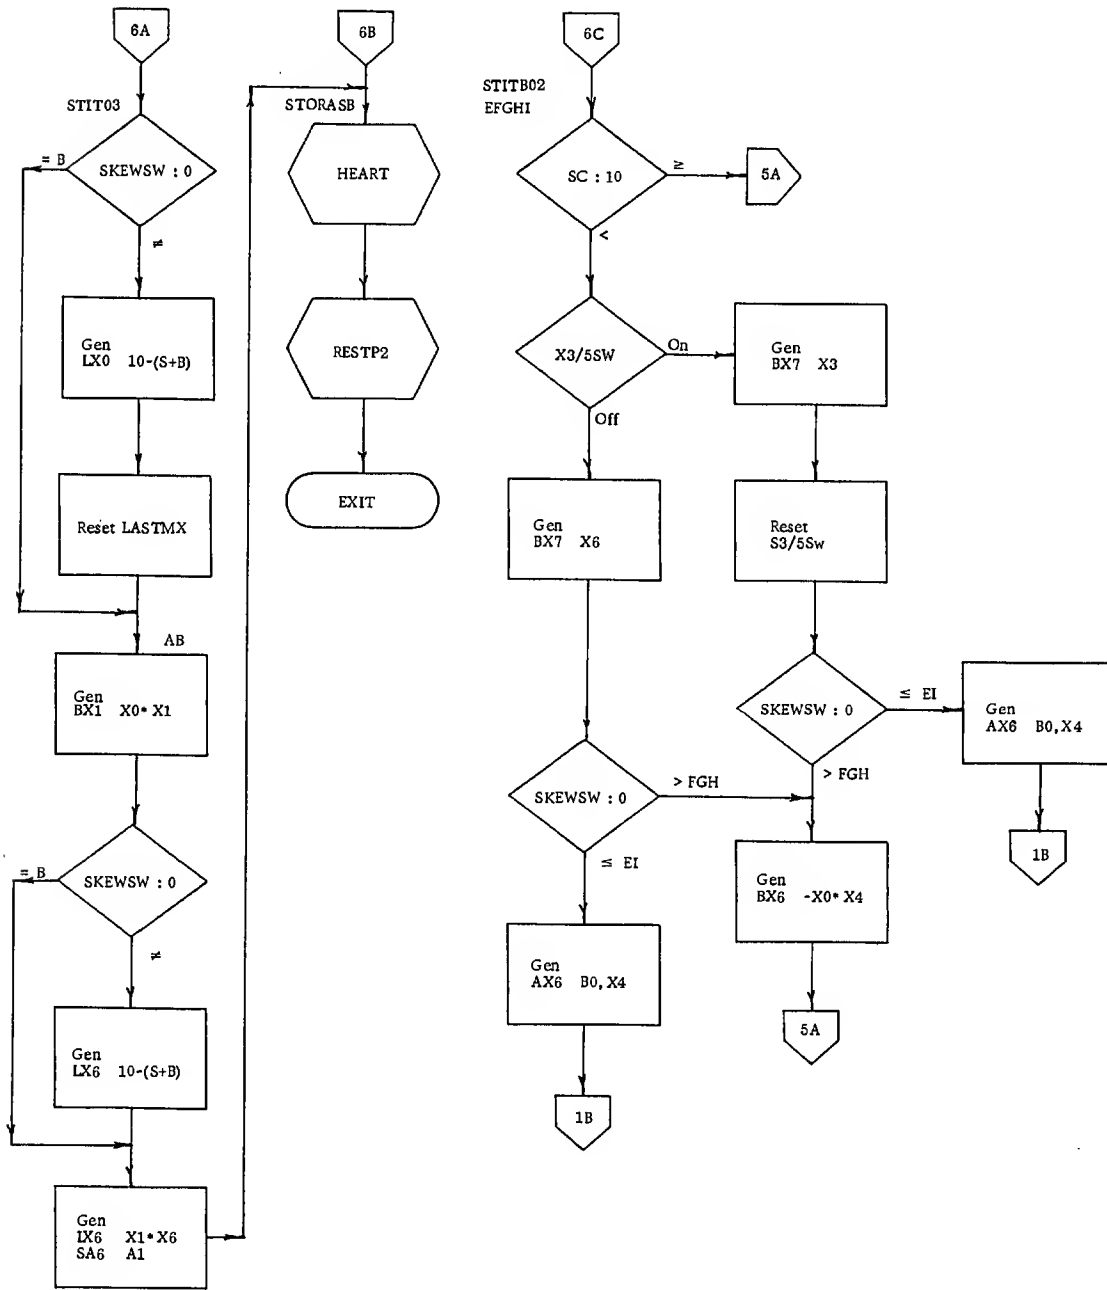 6A
STIT03
SKEWSW : 0
= B
≠
Gen
LX0 10-(S+B)
Reset LASTMX
AB
Gen
BX1 X0* X1
SKEWSW : 0
= B
≠
Gen
LX6 10-(S+B)
Gen
IX6 X1* X6
SA6 A1
6B
STORASB
HEART
RESTP2
EXIT
6C
STITB02
EFGHI
SC : 10
≥
5A
<
X3/5SW
On
Gen
BX7 X3
Off
Gen
BX7 X6
Reset
S3/5Sw
SKEWSW : 0
≤ EI
Gen
AX6 B0,X4
1B
> FGH
SKEWSW : 0
> FGH
≤ EI
Gen
BX6 -X0* X4
5A
Gen
AX6 B0,X4
1B